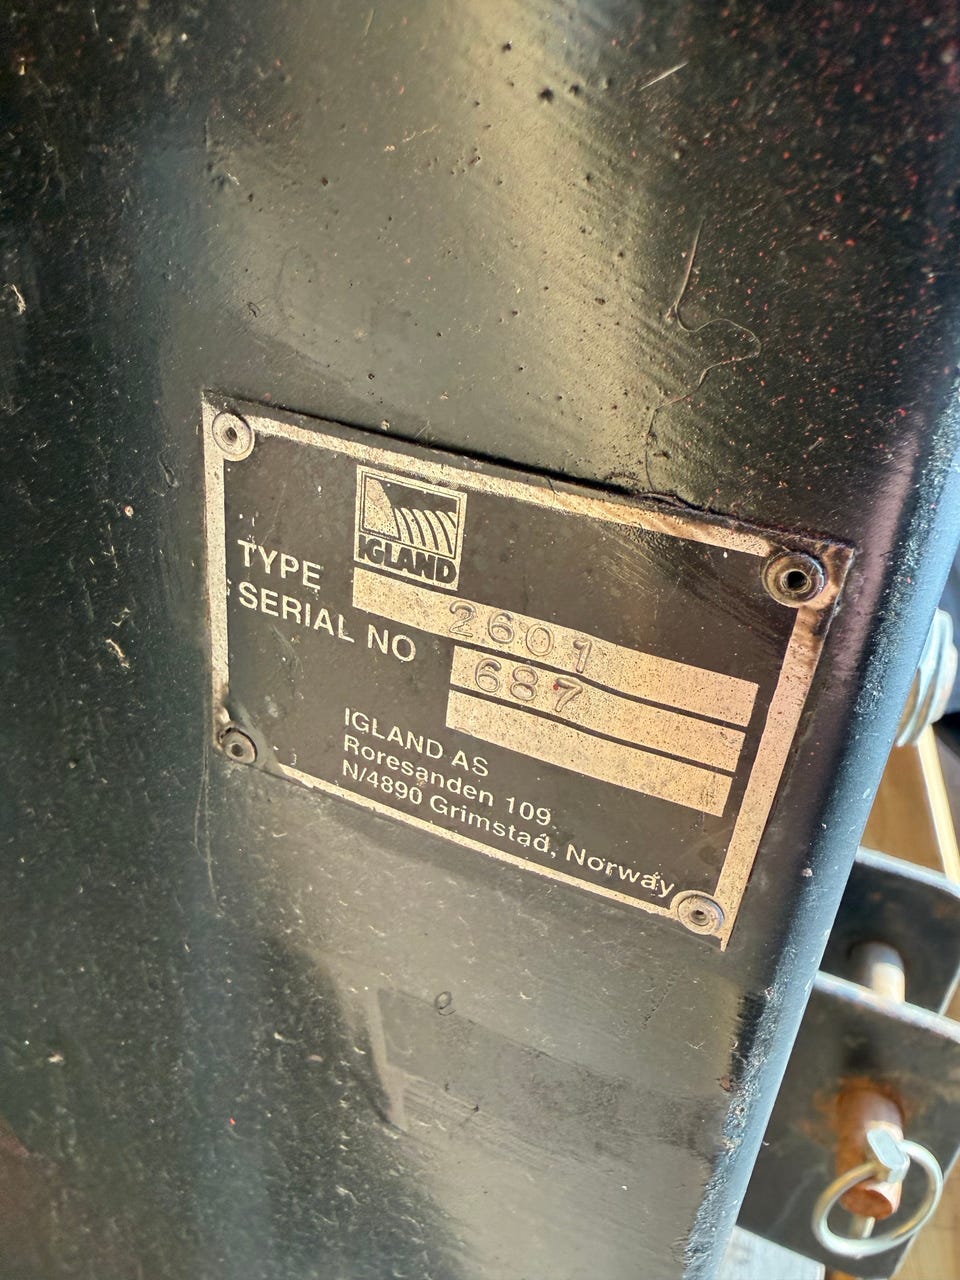 IGLAND
TYPE 2601
SERIAL NO 687
IGLAND AS
Roresanden 109
N/4890 Grimstad, Norway